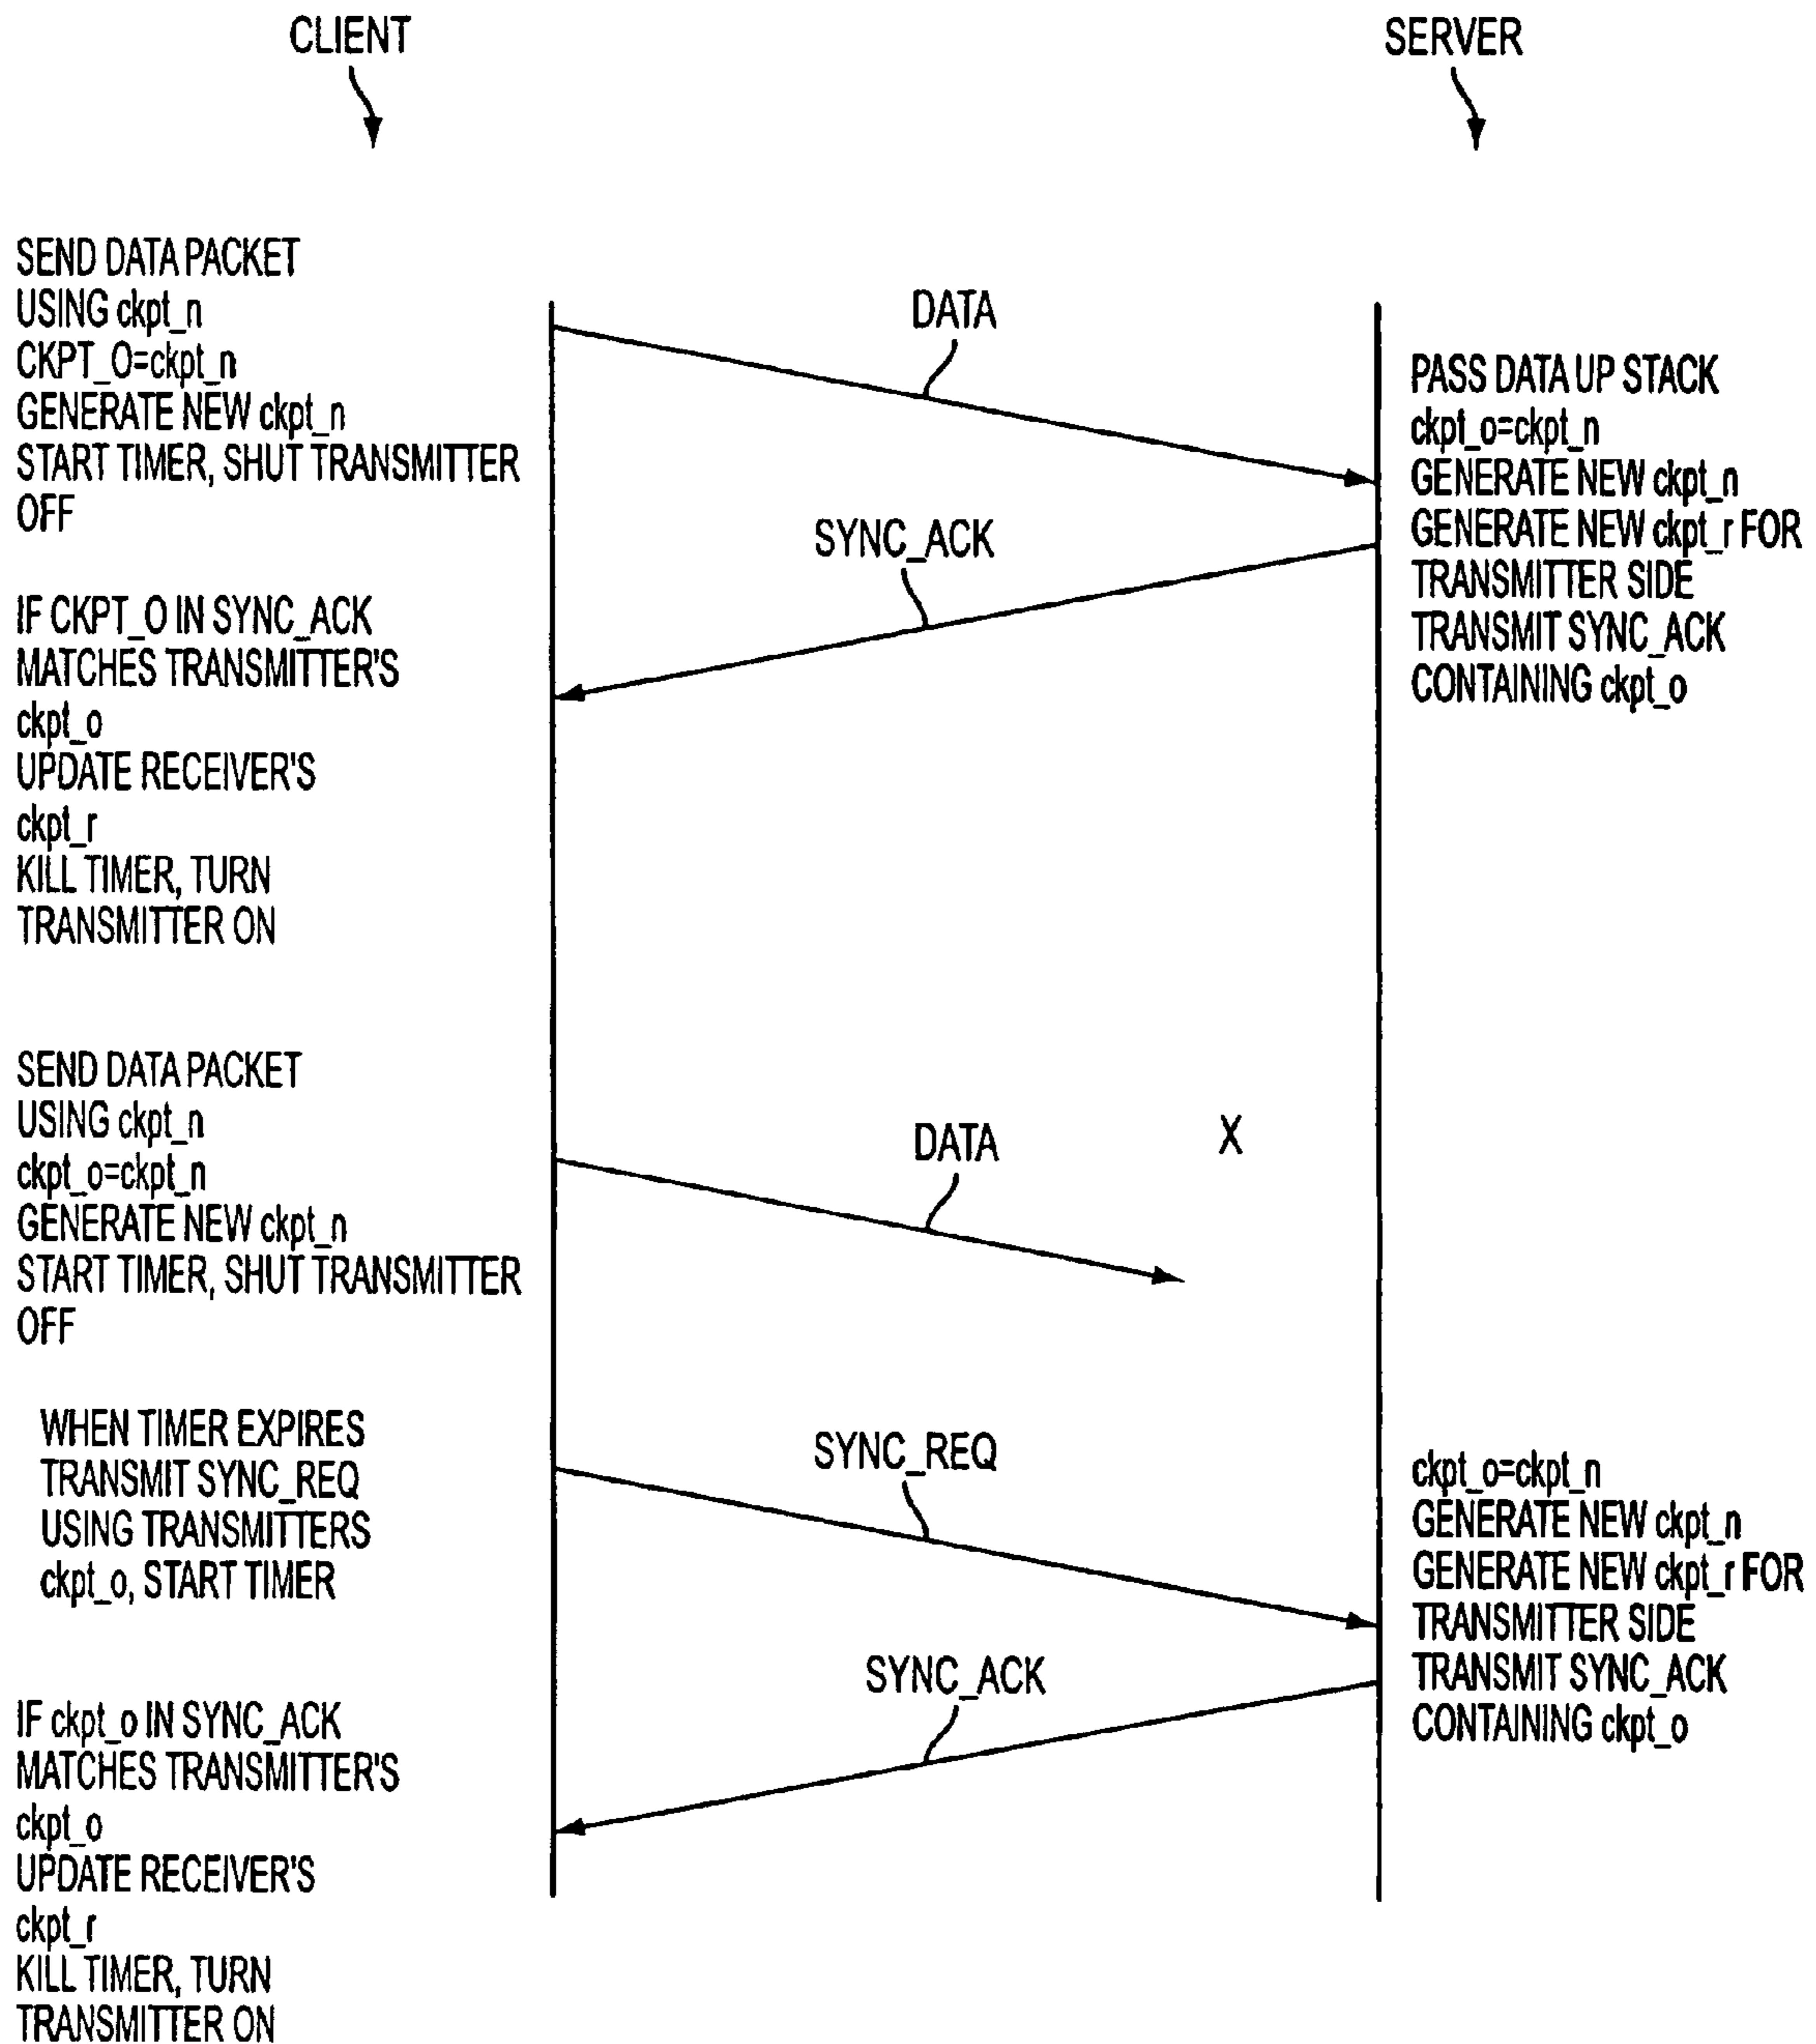 CLIENT
SERVER
SEND DATA PACKET
USING ckpt_n
CKPT_O=ckpt_n
GENERATE NEW ckpt_n
START TIMER, SHUT TRANSMITTER
OFF
DATA
PASS DATA UP STACK
ckpt_o=ckpt_n
GENERATE NEW ckpt_n
GENERATE NEW ckpt_r FOR
TRANSMITTER SIDE
TRANSMIT SYNC_ACK
CONTAINING ckpt_o
SYNC_ACK
IF CKPT_O IN SYNC_ACK
MATCHES TRANSMITTER'S
ckpt_o
UPDATE RECEIVER'S
ckpt_r
KILL TIMER, TURN
TRANSMITTER ON
SEND DATA PACKET
USING ckpt_n
ckpt_o=ckpt_n
GENERATE NEW ckpt_n
START TIMER, SHUT TRANSMITTER
OFF
DATA
X
WHEN TIMER EXPIRES
TRANSMIT SYNC_REQ
USING TRANSMITTERS
ckpt_o, START TIMER
SYNC_REQ
ckpt_o=ckpt_n
GENERATE NEW ckpt_n
GENERATE NEW ckpt_r FOR
TRANSMITTER SIDE
TRANSMIT SYNC_ACK
CONTAINING ckpt_o
SYNC_ACK
IF ckpt_o IN SYNC_ACK
MATCHES TRANSMITTER'S
ckpt_o
UPDATE RECEIVER'S
ckpt_r
KILL TIMER, TURN
TRANSMITTER ON